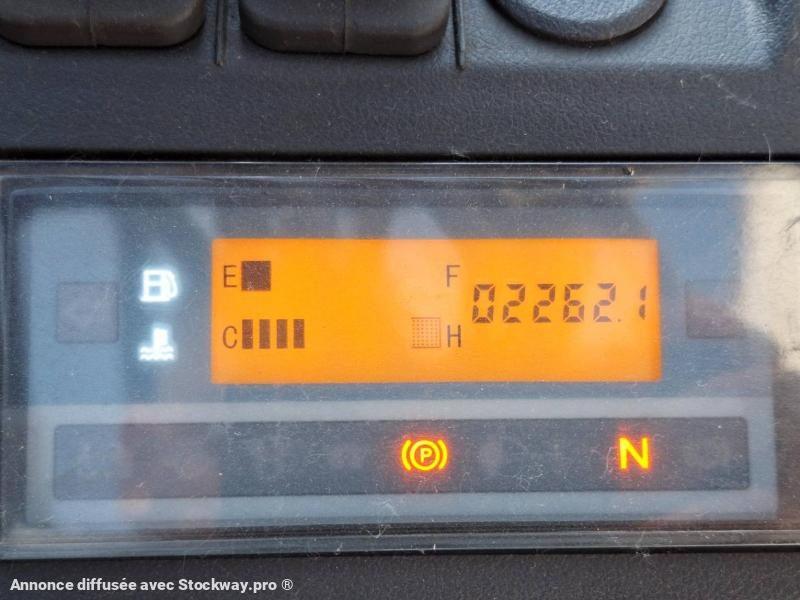 E F 02262.1
C H
(P) N
Annonce diffusée avec Stockway.pro ®